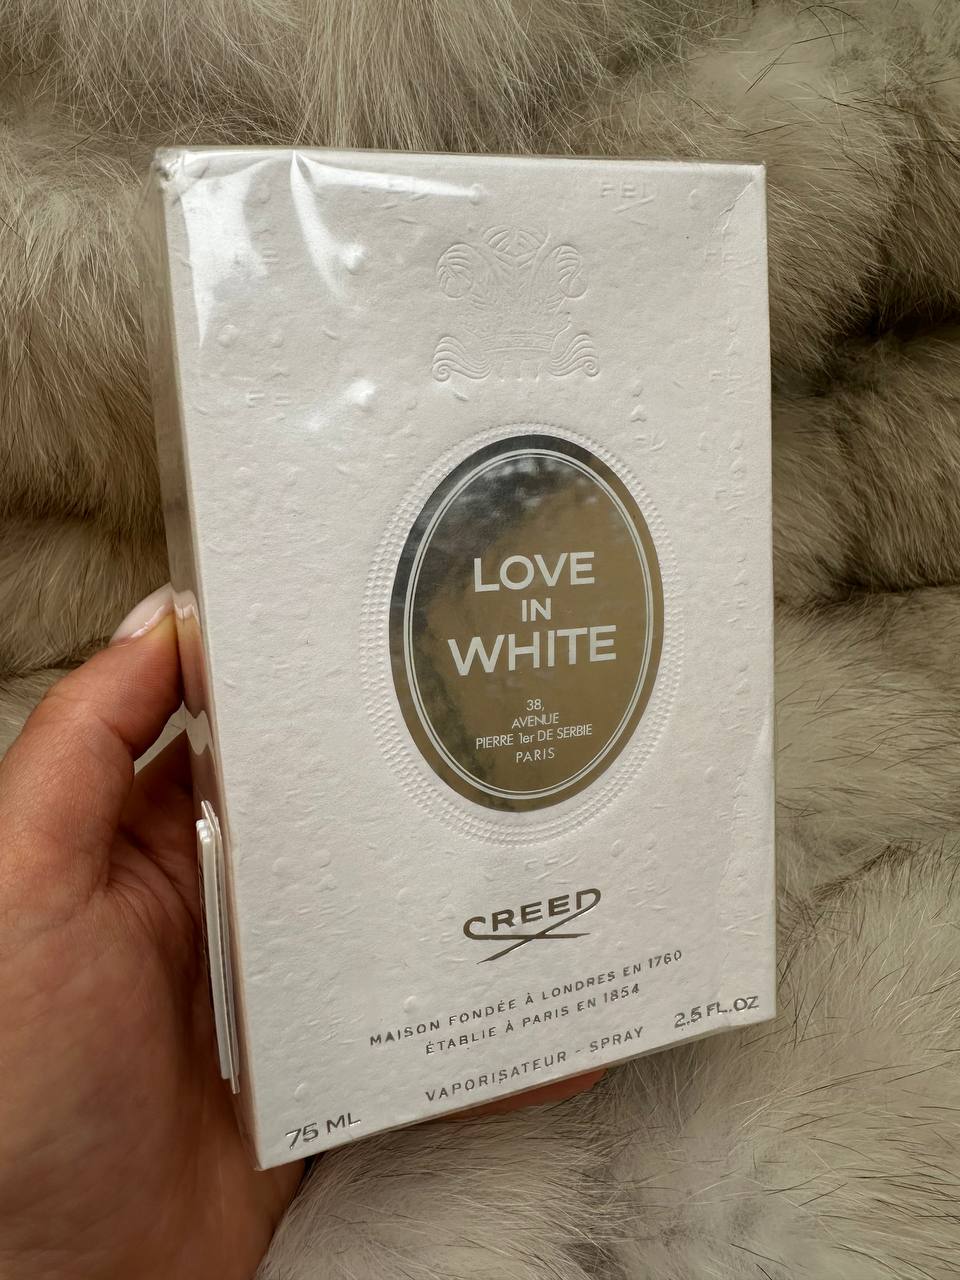 LOVE
IN
WHITE
38,
AVENUE
PIERRE 1er DE SERBIE
PARIS
CREED
MAISON FONDÉE À LONDRES EN 1760
ÉTABLIE À PARIS EN 1854
VAPORISATEUR - SPRAY
75 ML
2.5 FL.OZ